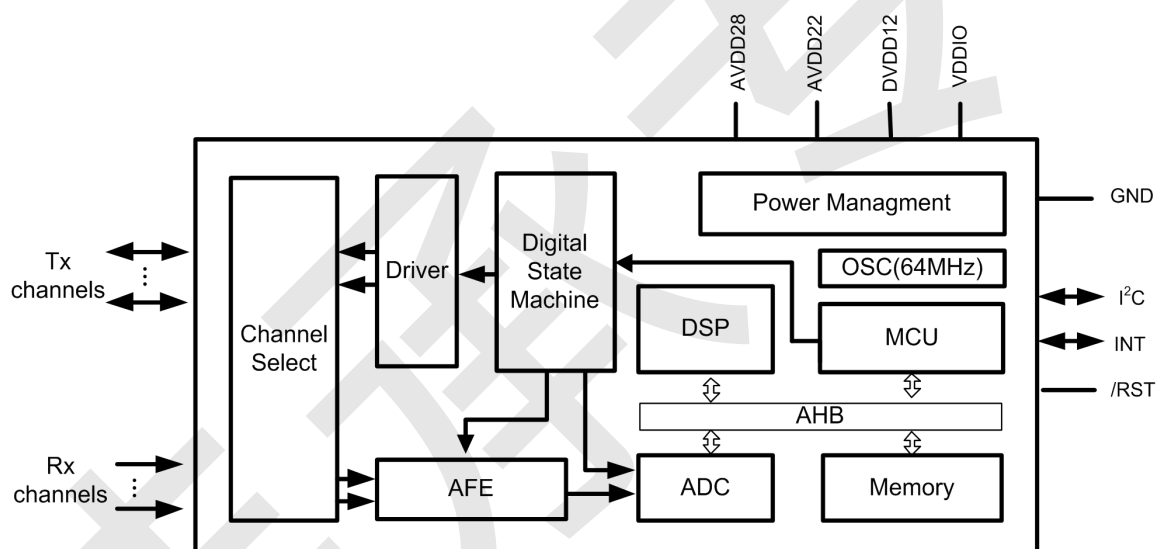 AVDD28
AVDD22
DVDD12
VDDIO
Power Managment
GND
OSC(64MHz)
Tx
channels
Channel
Select
Driver
Digital
State
Machine
DSP
MCU
I²C
INT
/RST
AHB
Rx
channels
AFE
ADC
Memory